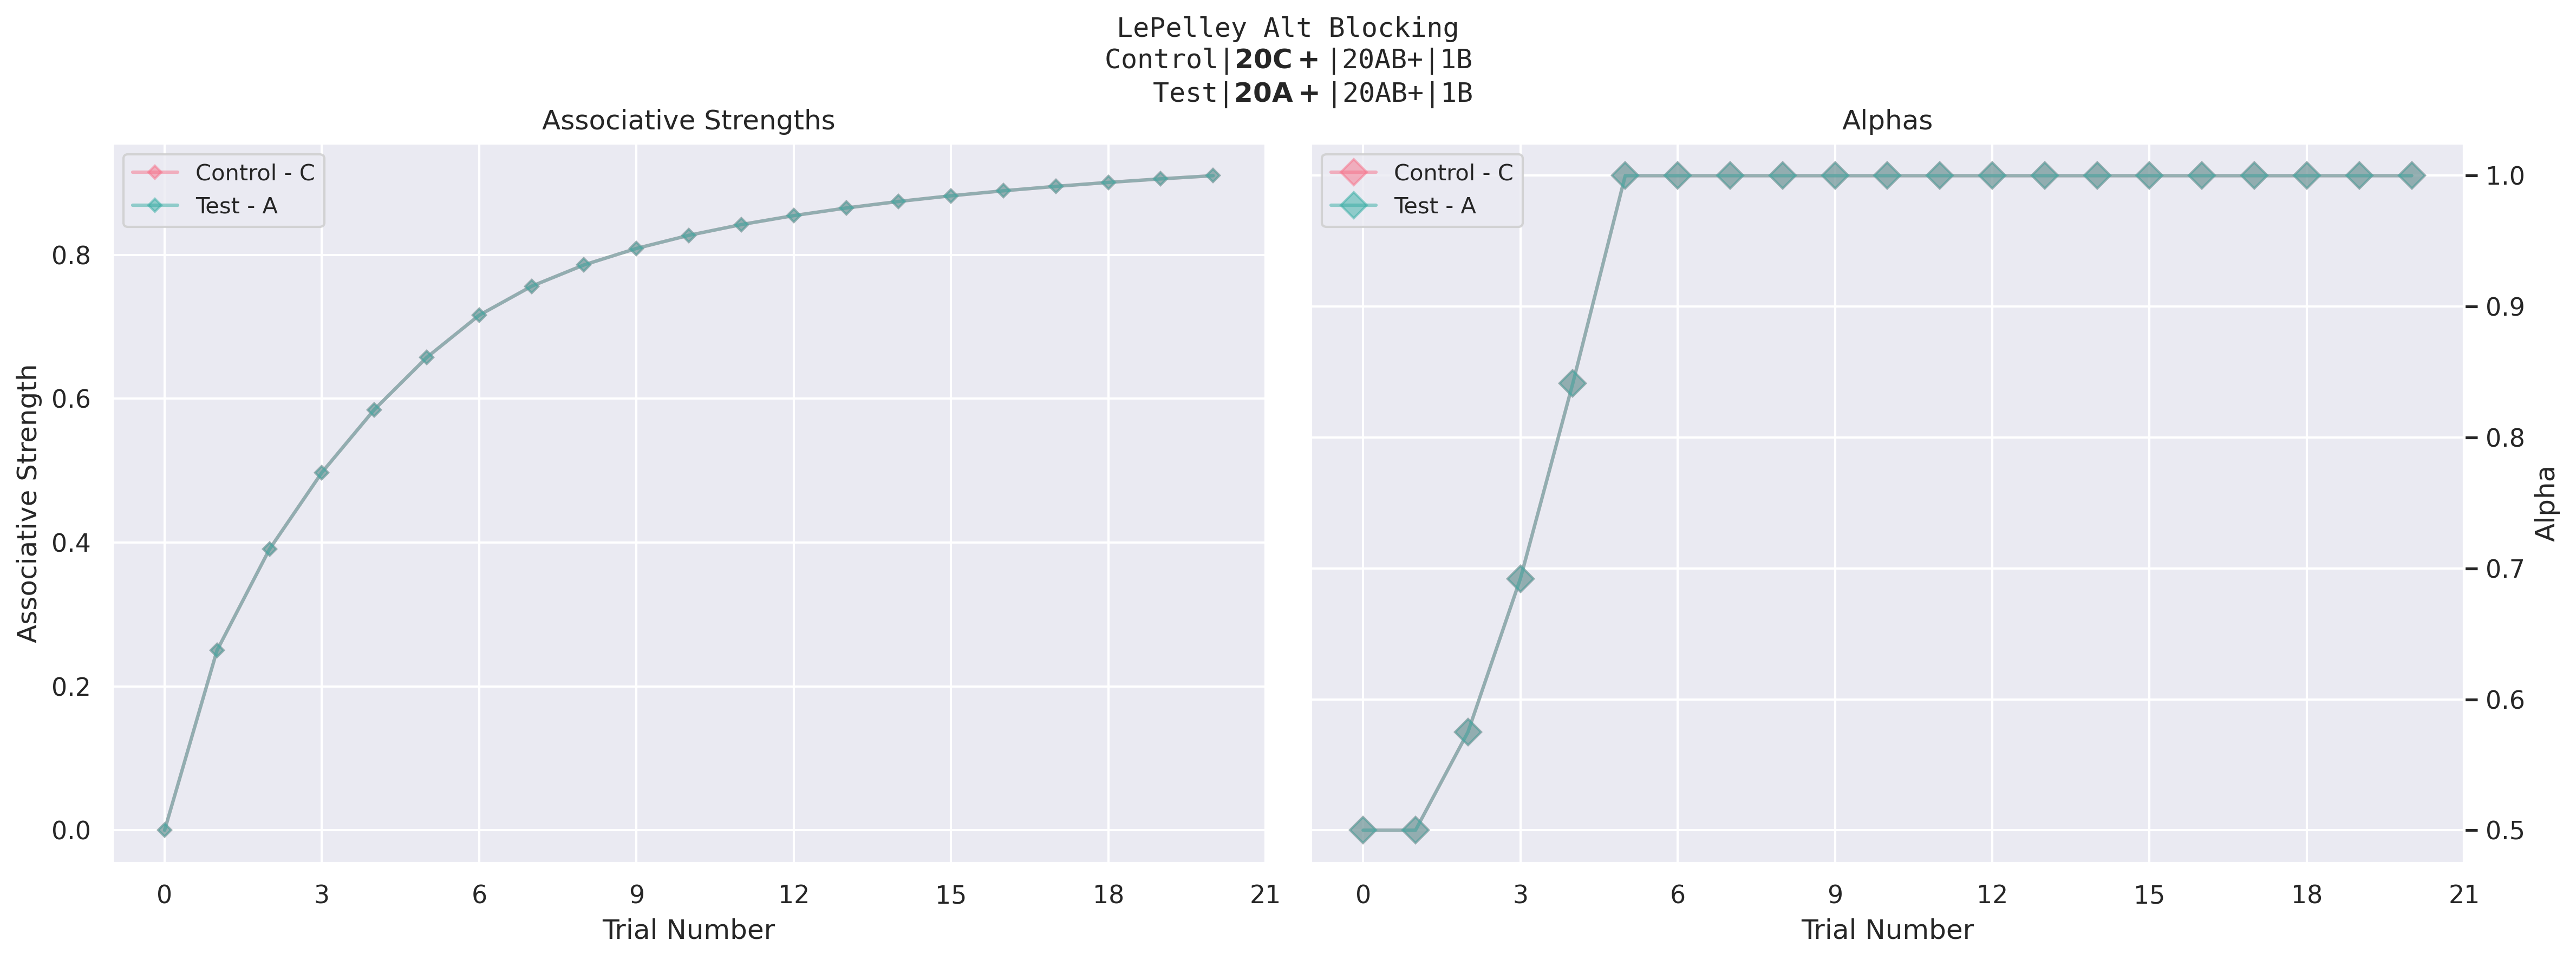 LePelley Alt Blocking
Control|20C+|20AB+|1B
Test|20A+|20AB+|1B
Associative Strengths
Control - C
Test - A
Associative Strength
0.8
0.6
0.4
0.2
0.0
0 3 6 9 12 15 18 21
Trial Number
Alphas
Control - C
Test - A
1.0
0.9
0.8
0.7
0.6
0.5
Alpha
0 3 6 9 12 15 18 21
Trial Number